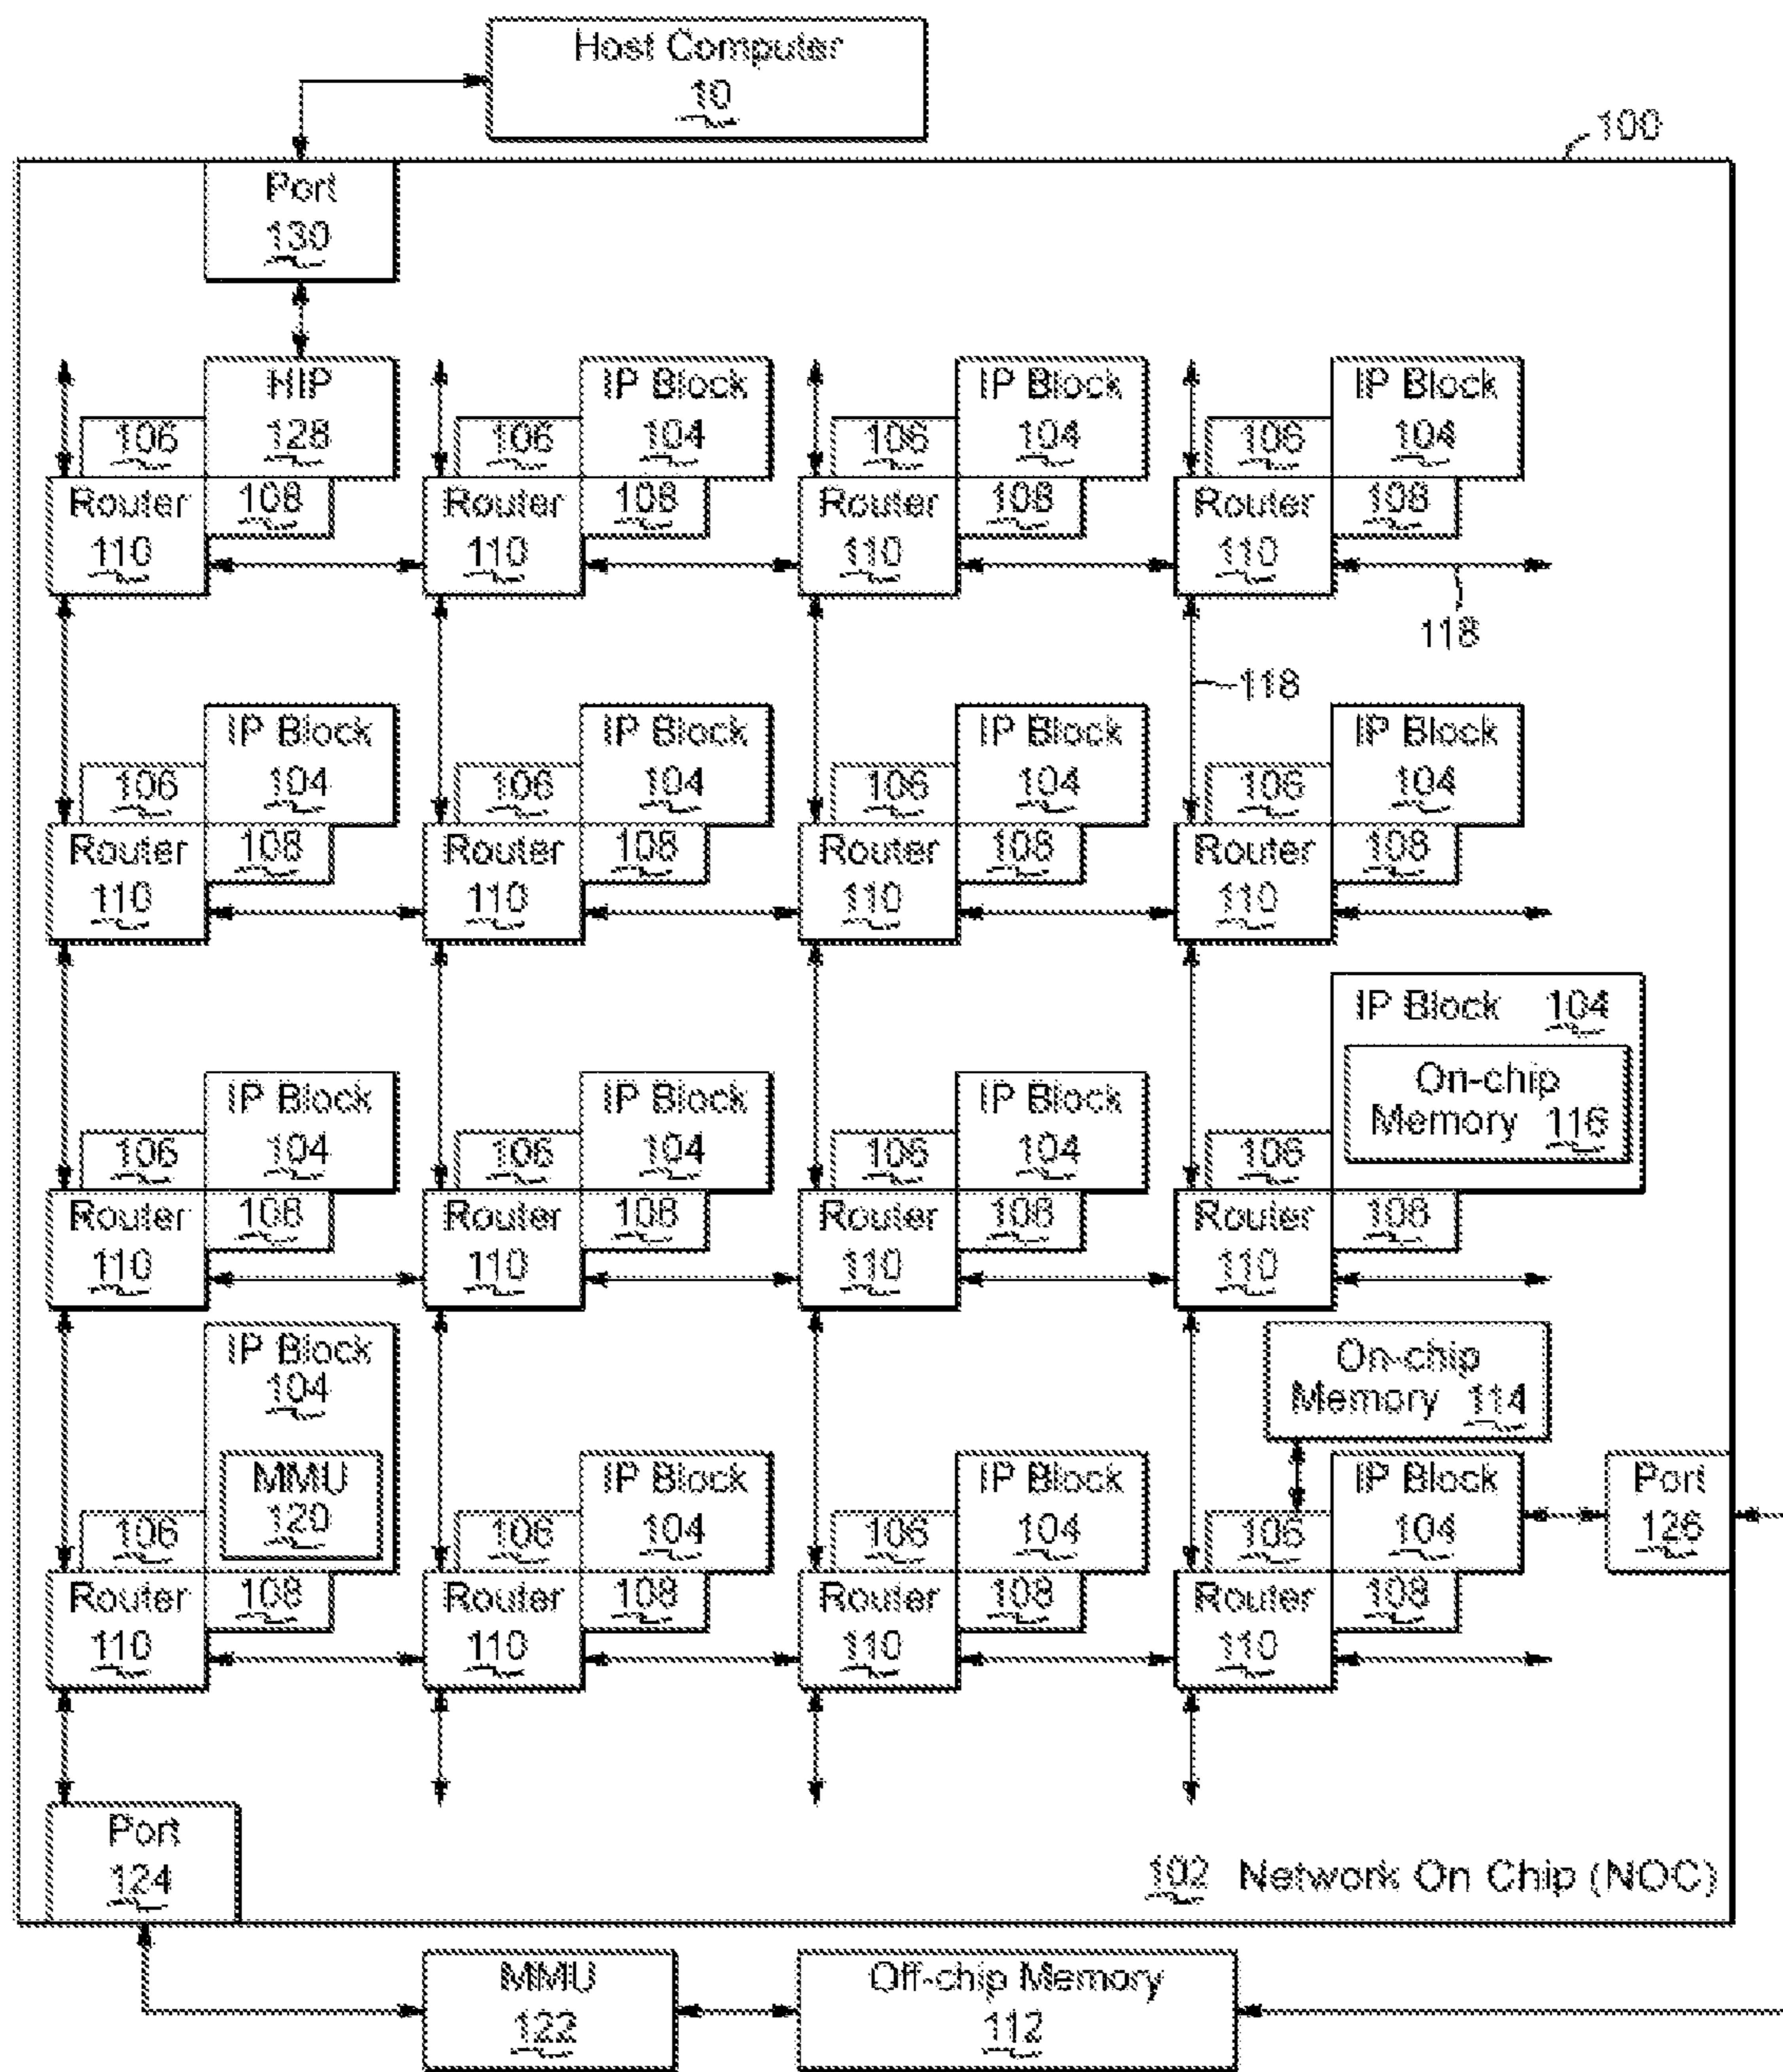 Host Computer
10
100
Port
130
HIP
128
106
Router
110
108
IP Block
104
106
Router
110
108
IP Block
104
106
Router
110
108
IP Block
104
106
Router
110
108
118
118
IP Block
104
106
Router
110
108
IP Block
104
106
Router
110
108
IP Block
104
106
Router
110
108
IP Block
104
106
Router
110
108
IP Block
104
106
Router
110
108
IP Block
104
106
Router
110
108
IP Block
104
106
Router
110
108
IP Block 104
On-chip
Memory 116
106
Router
110
108
IP Block
104
MMU
120
106
Router
110
108
IP Block
104
106
Router
110
108
IP Block
104
106
Router
110
108
On-chip
Memory 114
IP Block
104
106
Router
110
108
Port
126
Port
124
102 Network On Chip (NOC)
MMU
122
Off-chip Memory
112